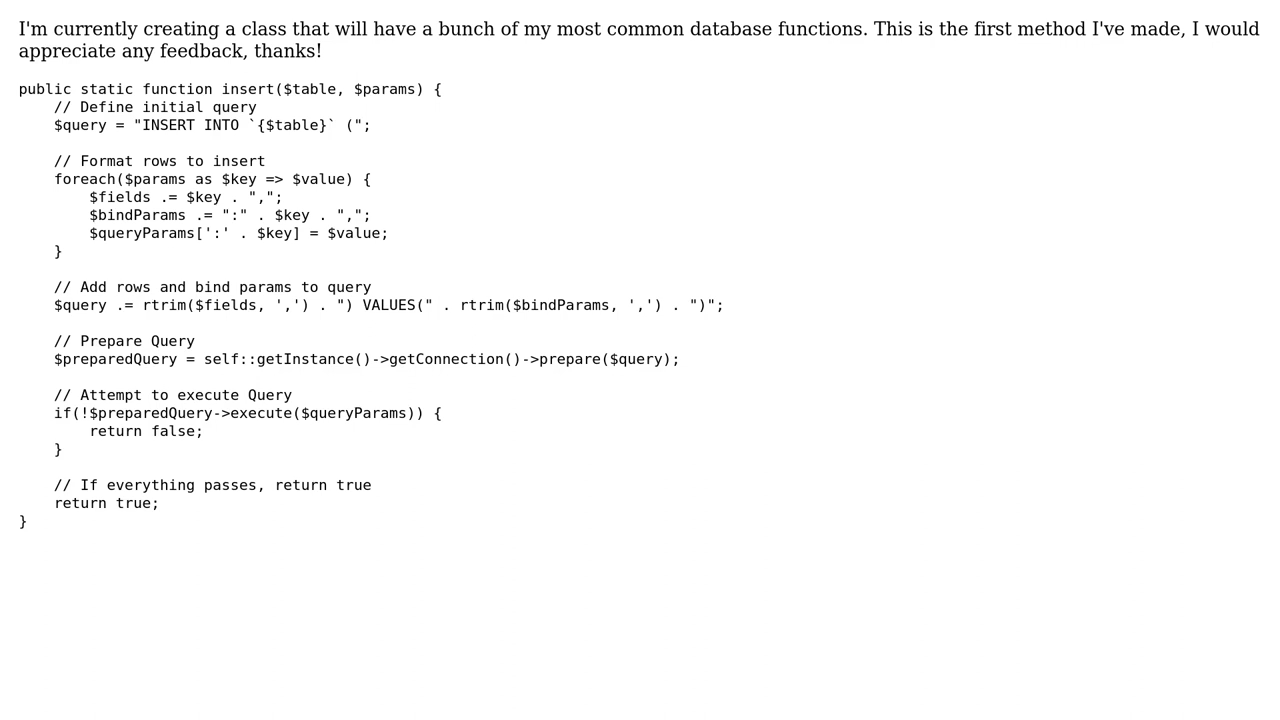 I'm currently creating a class that will have a bunch of my most common database functions. This is the first method I've made, I would
appreciate any feedback, thanks!
public static function insert($table, $params) {
    // Define initial query
    $query = "INSERT INTO `{$table}` (";

    // Format rows to insert
    foreach($params as $key => $value) {
        $fields .= $key . ",";
        $bindParams .= ":" . $key . ",";
        $queryParams[':' . $key] = $value;
    }

    // Add rows and bind params to query
    $query .= rtrim($fields, ',') . ") VALUES(" . rtrim($bindParams, ',') . ")";

    // Prepare Query
    $preparedQuery = self::getInstance()->getConnection()->prepare($query);

    // Attempt to execute Query
    if(!$preparedQuery->execute($queryParams)) {
        return false;
    }

    // If everything passes, return true
    return true;
}